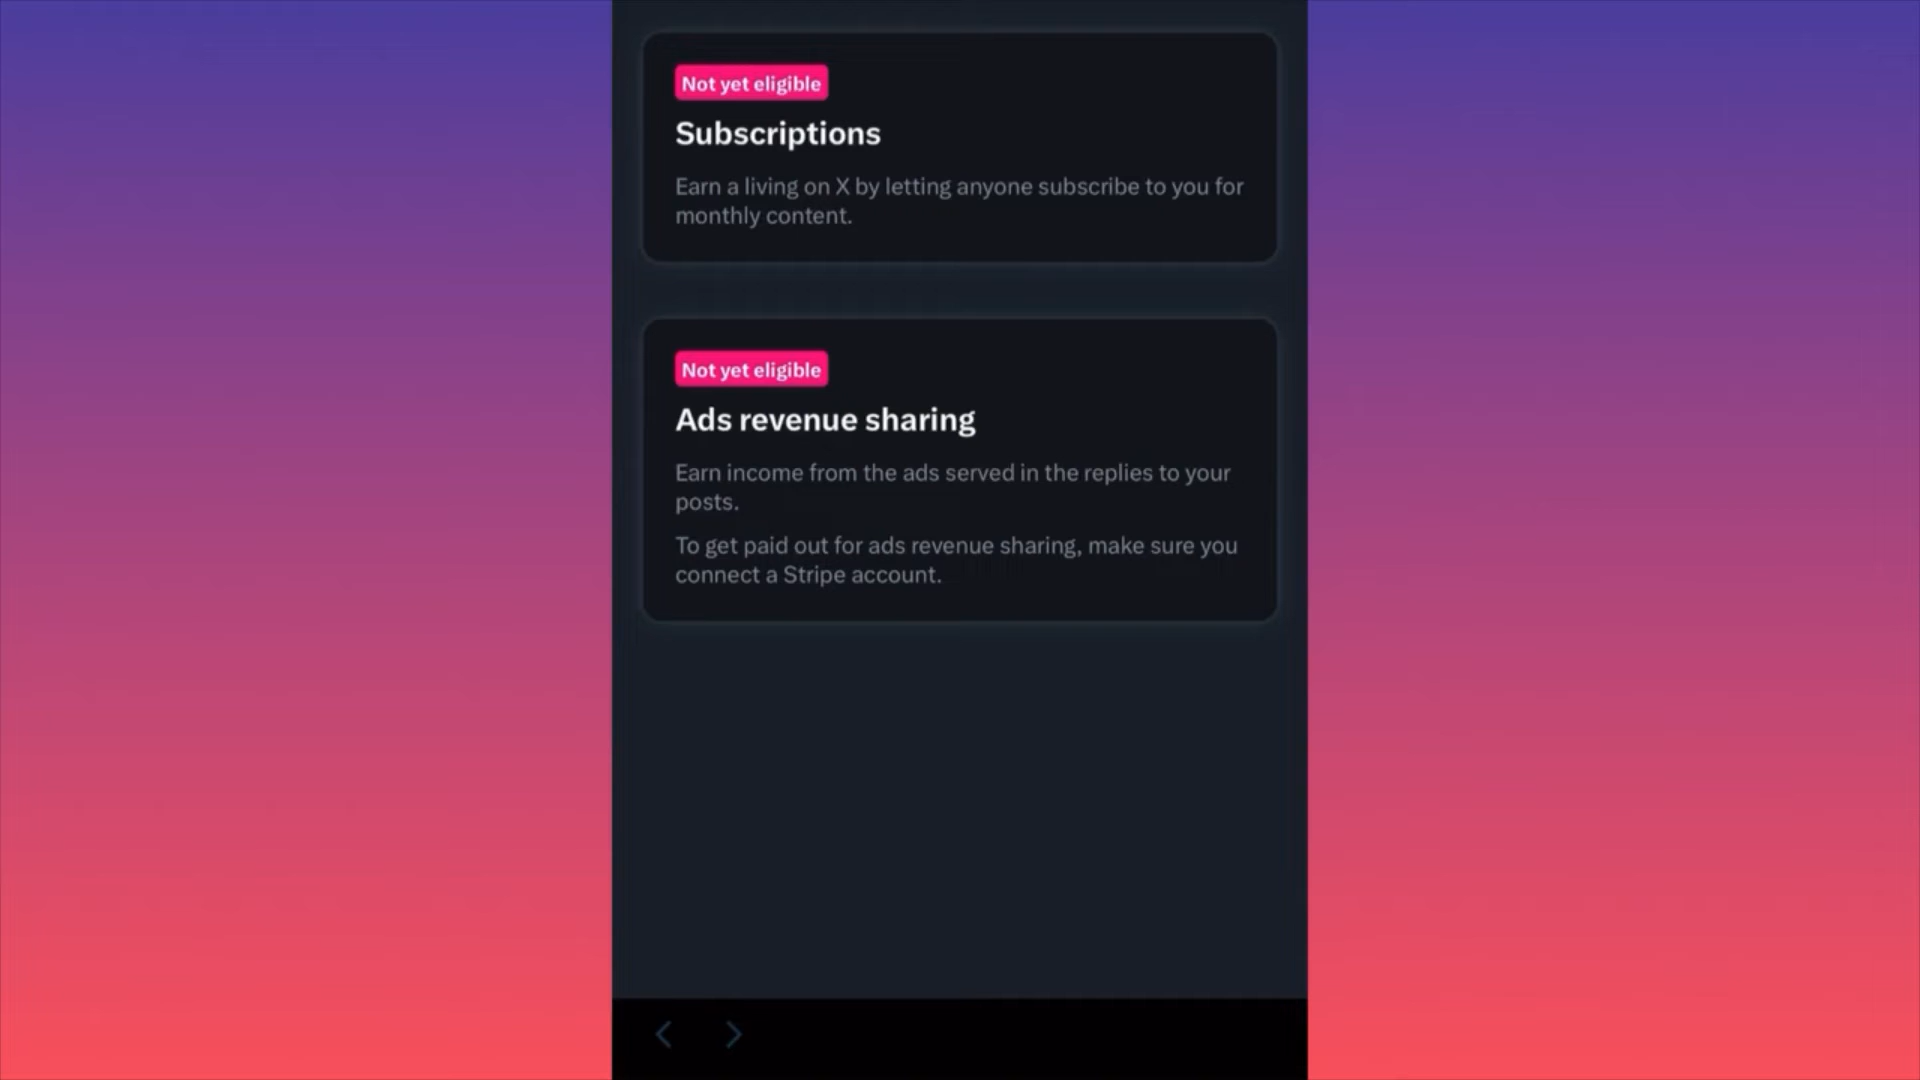 Not yet eligible
Subscriptions
Earn a living on X by letting anyone subscribe to you for
monthly content.
Not yet eligible
Ads revenue sharing
Earn income from the ads served in the replies to your
posts.
To get paid out for ads revenue sharing, make sure you
connect a Stripe account.